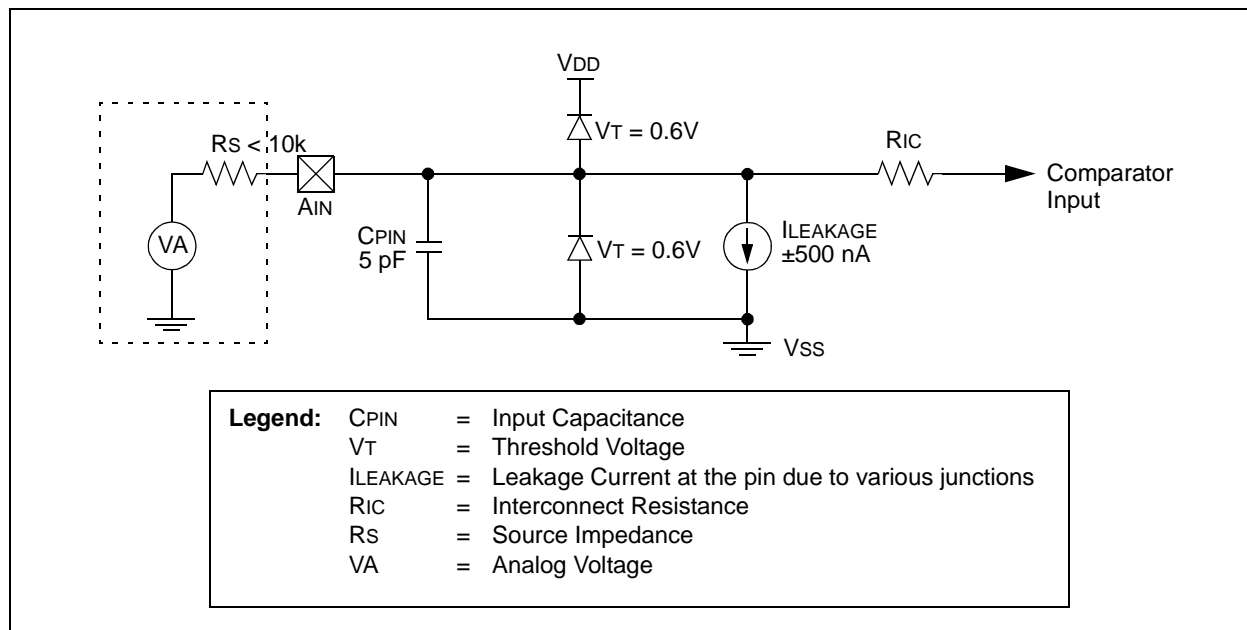 VDD
VT = 0.6V
RS < 10k
RIC
AIN
Comparator
Input
VA
CPIN
5 pF
VT = 0.6V
ILEAKAGE
±500 nA
VSS
Legend: CPIN = Input Capacitance
VT = Threshold Voltage
ILEAKAGE = Leakage Current at the pin due to various junctions
RIC = Interconnect Resistance
RS = Source Impedance
VA = Analog Voltage